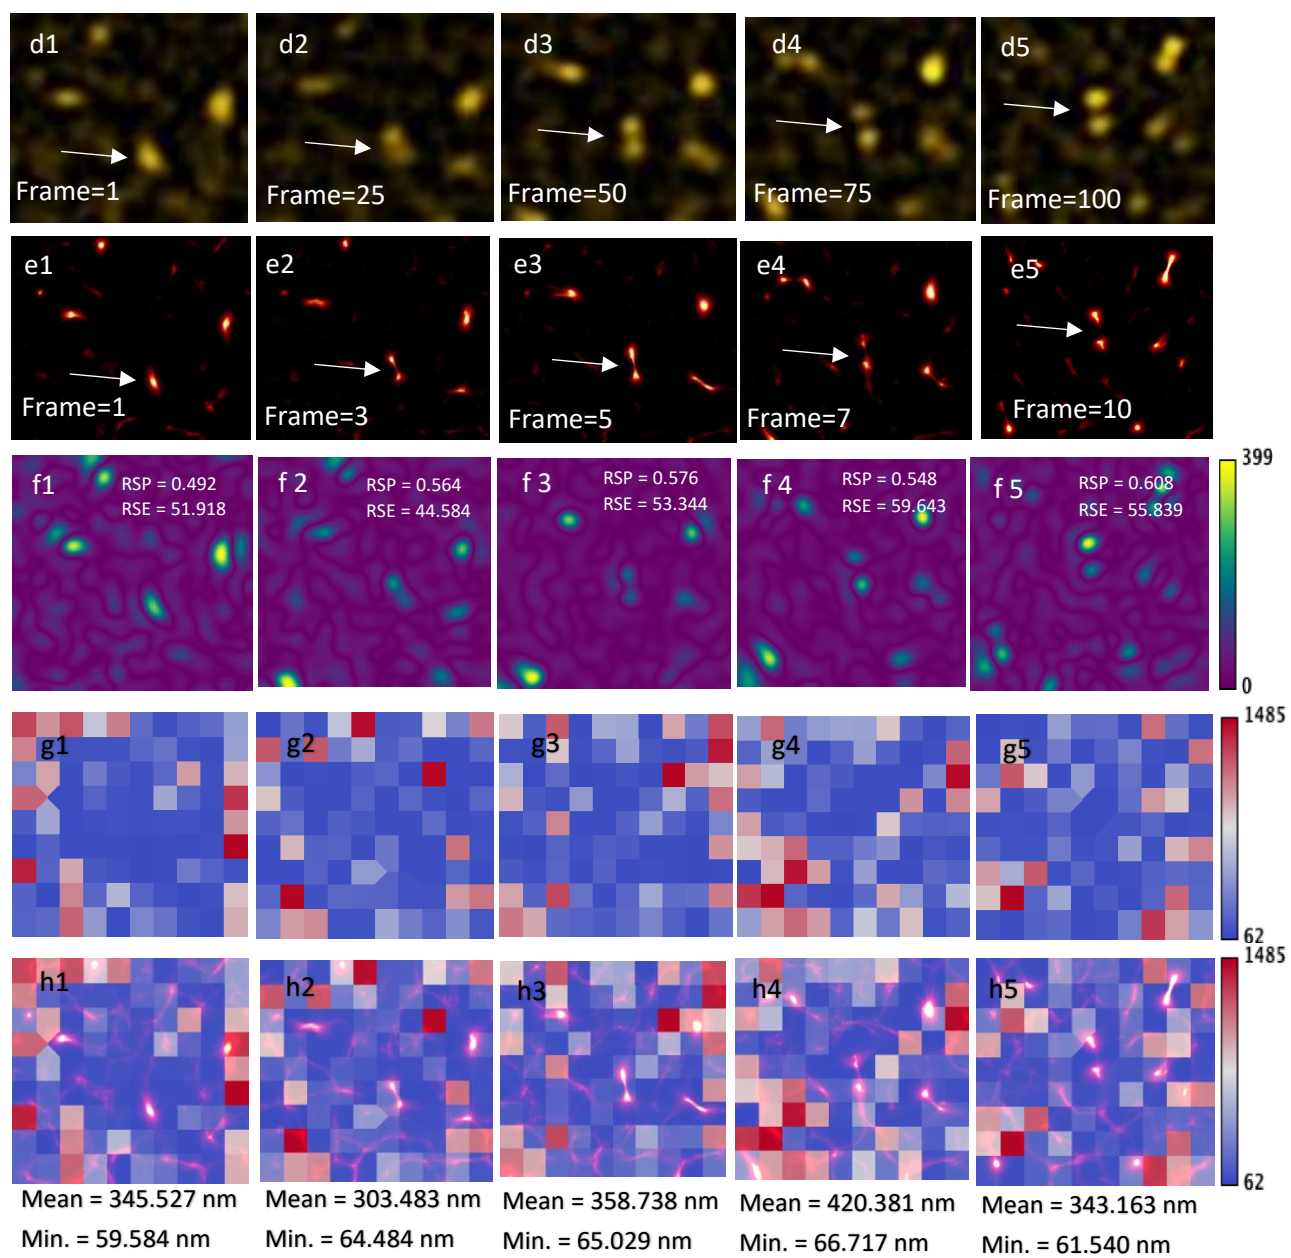 d1
d2
d3
d4
d5
Frame=1
Frame=25
Frame=50
Frame=75
Frame=100
e1
e2
e3
e4
e5
Frame=1
Frame=3
Frame=5
Frame=7
Frame=10
399
f1
RSP = 0.492
RSE = 51.918
f 2
RSP = 0.564
RSE = 44.584
f 3
RSP = 0.576
RSE = 53.344
f 4
RSP = 0.548
RSE = 59.643
f 5
RSP = 0.608
RSE = 55.839
0
1485
g1
g2
g3
g4
g5
62
1485
h1
h2
h3
h4
h5
62
Mean = 345.527 nm
Mean = 303.483 nm
Mean = 358.738 nm
Mean = 420.381 nm
Mean = 343.163 nm
Min. = 59.584 nm
Min. = 64.484 nm
Min. = 65.029 nm
Min. = 66.717 nm
Min. = 61.540 nm